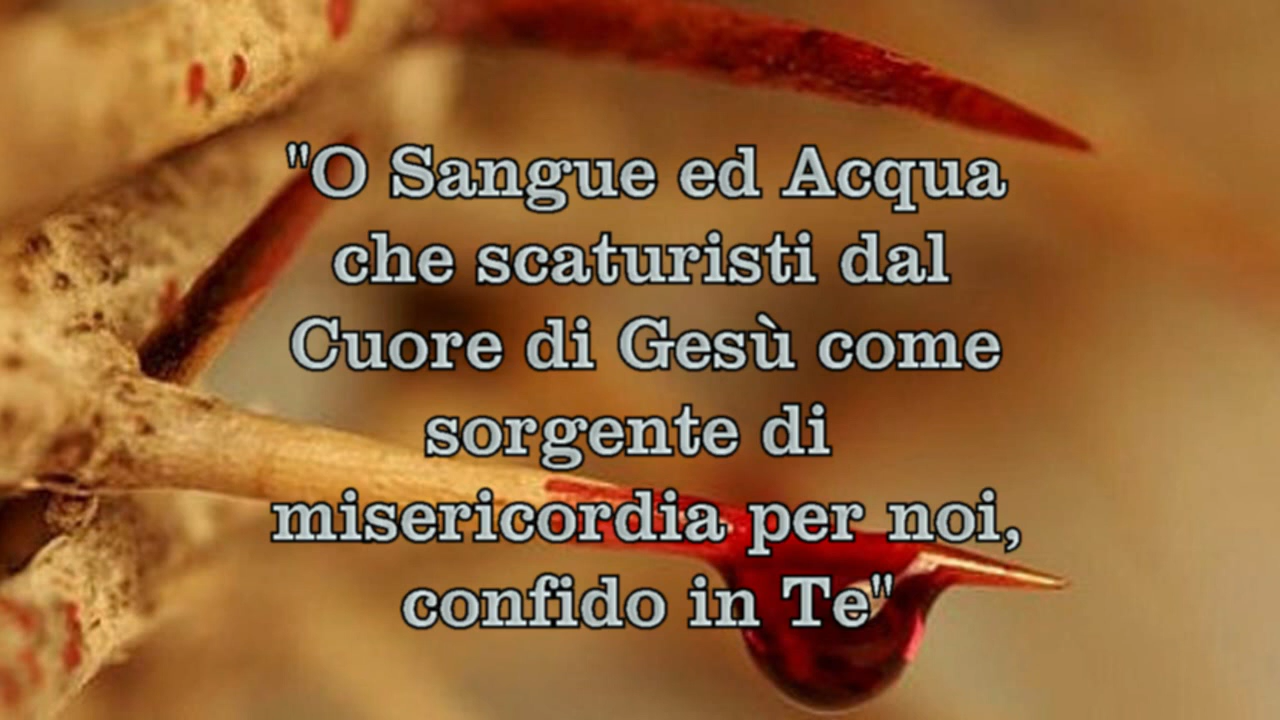 "O Sangue ed Acqua
che scaturisti dal
Cuore di Gesù come
sorgente di
misericordia per noi,
confido in Te"